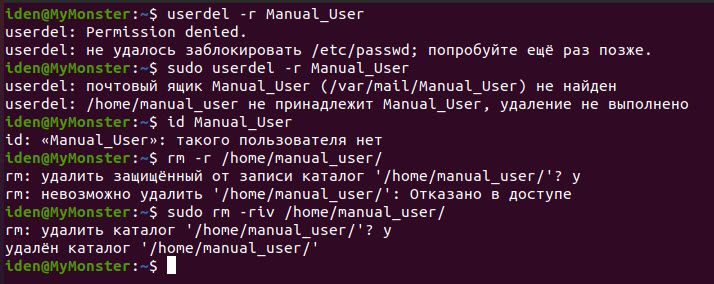 iden@MyMonster:~$ userdel -r Manual_User
userdel: Permission denied.
userdel: не удалось заблокировать /etc/passwd; попробуйте ещё раз позже.
iden@MyMonster:~$ sudo userdel -r Manual_User
userdel: почтовый ящик Manual_User (/var/mail/Manual_User) не найден
userdel: /home/manual_user не принадлежит Manual_User, удаление не выполнено
iden@MyMonster:~$ id Manual_User
id: «Manual_User»: такого пользователя нет
iden@MyMonster:~$ rm -r /home/manual_user/
rm: удалить защищённый от записи каталог '/home/manual_user/'? y
rm: невозможно удалить '/home/manual_user/': Отказано в доступе
iden@MyMonster:~$ sudo rm -riv /home/manual_user/
rm: удалить каталог '/home/manual_user/'? y
удалён каталог '/home/manual_user/'
iden@MyMonster:~$